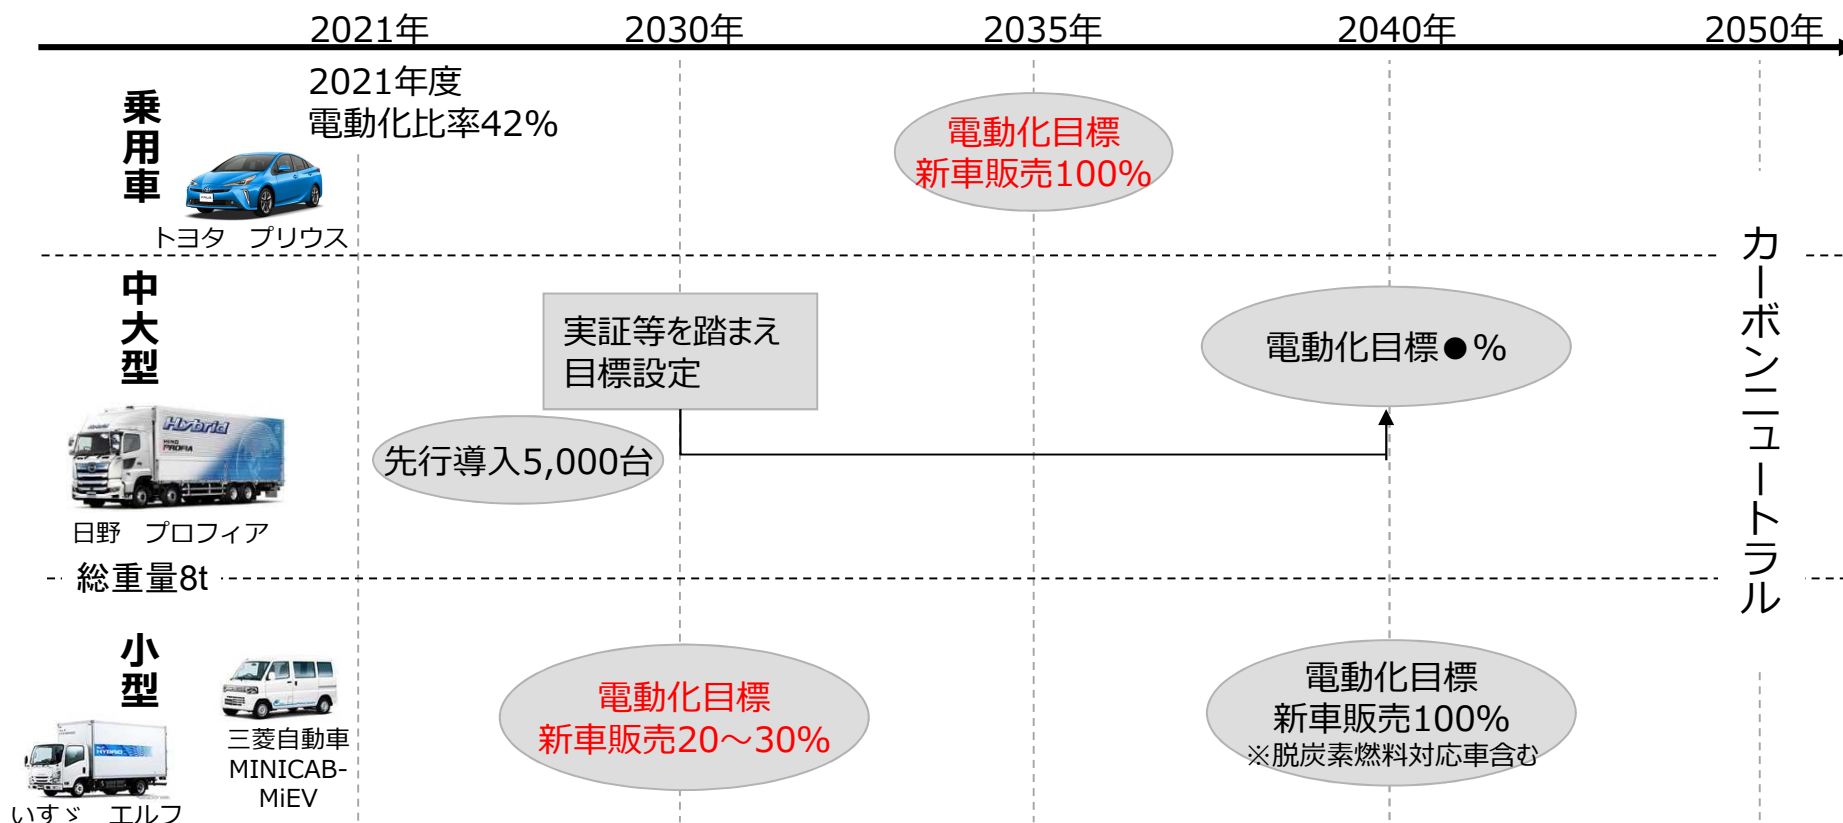 2021年
2030年
2035年
2040年
2050年
乗用車
2021年度
電動化比率42%
トヨタ　プリウス
電動化目標
新車販売100%
中大型
Hybrid
HINO
PROFIA
日野　プロフィア
実証等を踏まえ
目標設定
先行導入5,000台
電動化目標●%
総重量8t
小型
HYBRID
いすゞ　エルフ
三菱自動車
MINICAB-
MiEV
電動化目標
新車販売20～30%
電動化目標
新車販売100%
※脱炭素燃料対応車含む
カーボンニュートラル